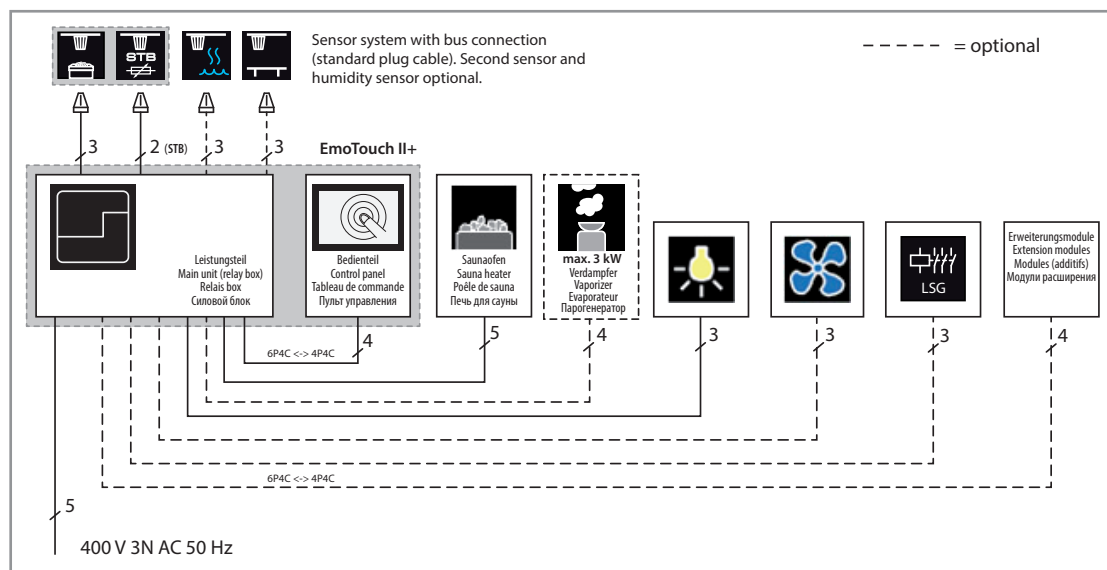 Sensor system with bus connection
(standard plug cable). Second sensor and
humidity sensor optional.
= optional
STB
3
2 (STB)
3
3
EmoTouch II+
Leistungsteil
Main unit (relay box)
Relais box
Силовой блок
Bedienteil
Control panel
Tableau de commande
Пульт управления
Saunaofen
Sauna heater
Poêle de sauna
Печь для сауны
max. 3 kW
Verdampfer
Vaporizer
Evaporateur
Парогенератор
LSG
Erweiterungsmodule
Extension modules
Modules (additifs)
Модули расширения
6P4C <-> 4P4C
4
5
4
3
3
3
4
6P4C <-> 4P4C
5
400 V 3N AC 50 Hz